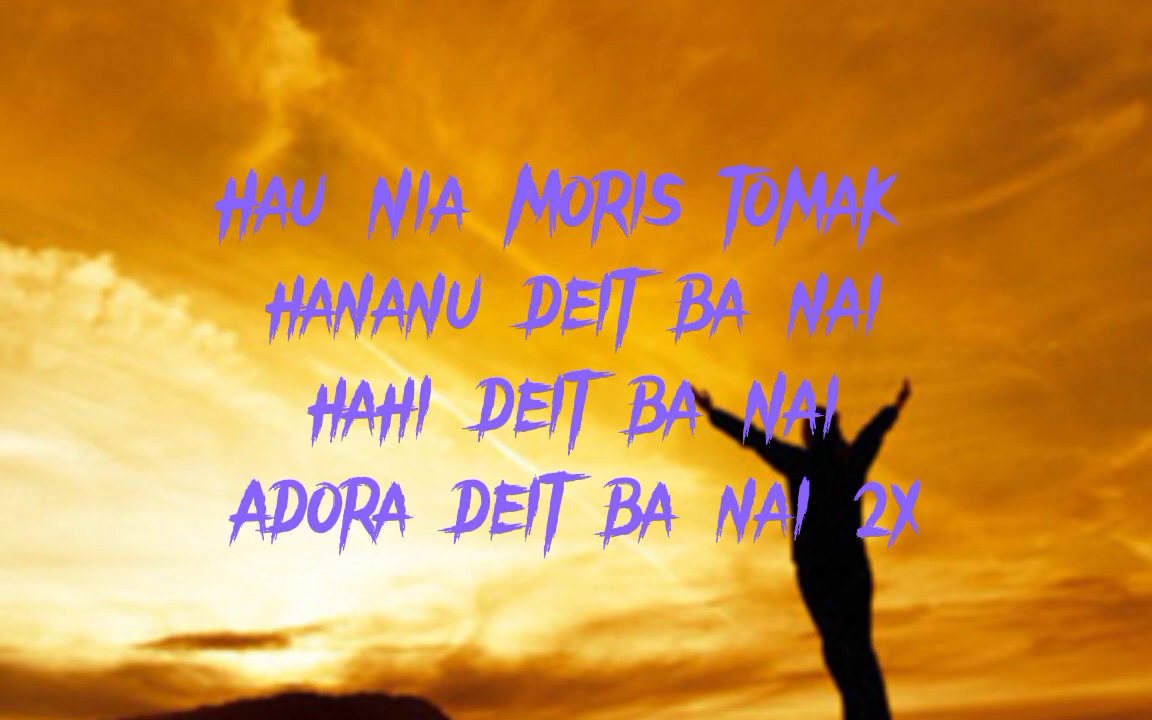 HAU NIA MORIS TOMAK
HANANU DEIT BA NAI
HAHI DEIT BA NAI
ADORA DEIT BA NAI 2X